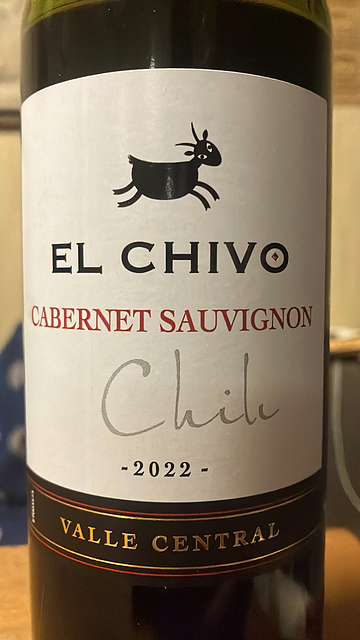 EL CHIVO
CABERNET SAUVIGNON
Chile
-2022-
VALLE CENTRAL